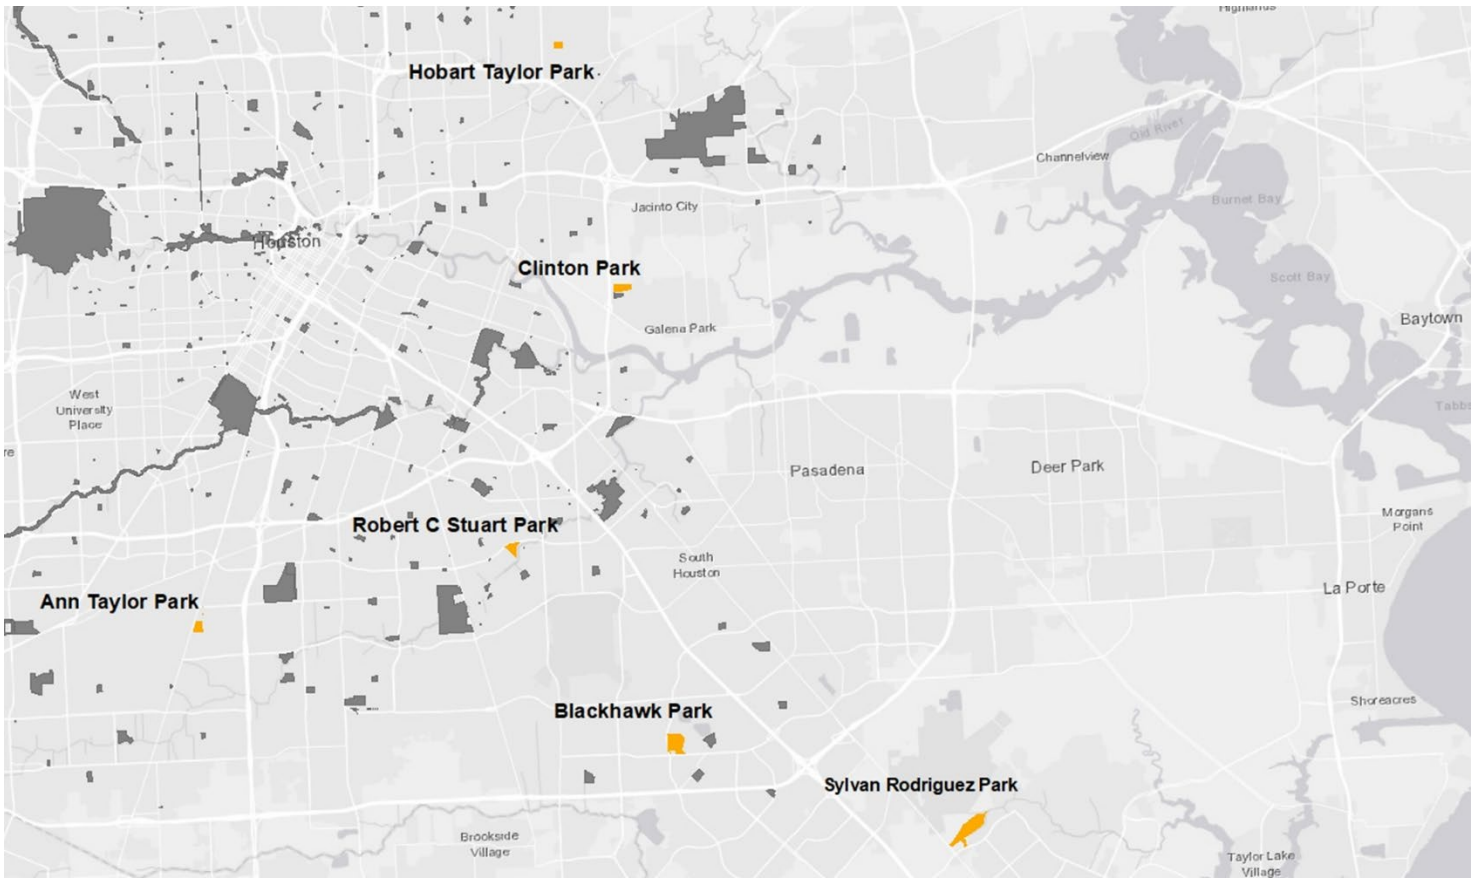 Highlands
Hobart Taylor Park
Old River
Channelview
Burnet Bay
Jacinto City
Houston
Clinton Park
Scott Bay
Baytown
Galena Park
West
University
Place
Tabbs
re
Pasadena
Deer Park
Morgans
Point
Robert C Stuart Park
South
Houston
La Porte
Ann Taylor Park
Shoreacres
Blackhawk Park
Sylvan Rodriguez Park
Brookside
Village
Taylor Lake
Village